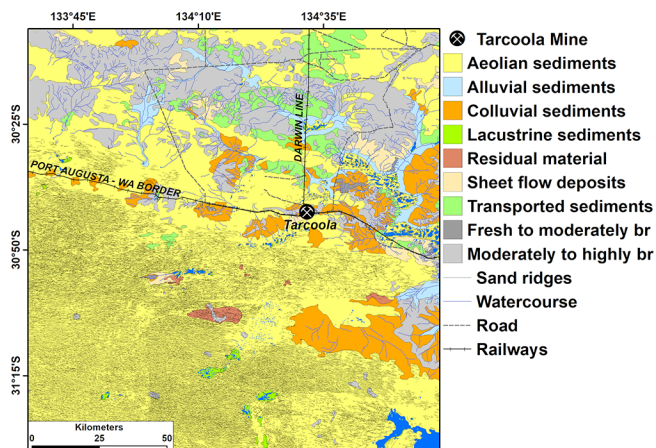 133°45'E 134°10'E 134°35'E
30°25'S
30°50'S
31°15'S
DARWIN LINE
PORT AUGUSTA - WA BORDER
Tarcoola
Kilometers
0 25 50
Tarcoola Mine
Aeolian sediments
Alluvial sediments
Colluvial sediments
Lacustrine sediments
Residual material
Sheet flow deposits
Transported sediments
Fresh to moderately br
Moderately to highly br
Sand ridges
Watercourse
Road
Railways